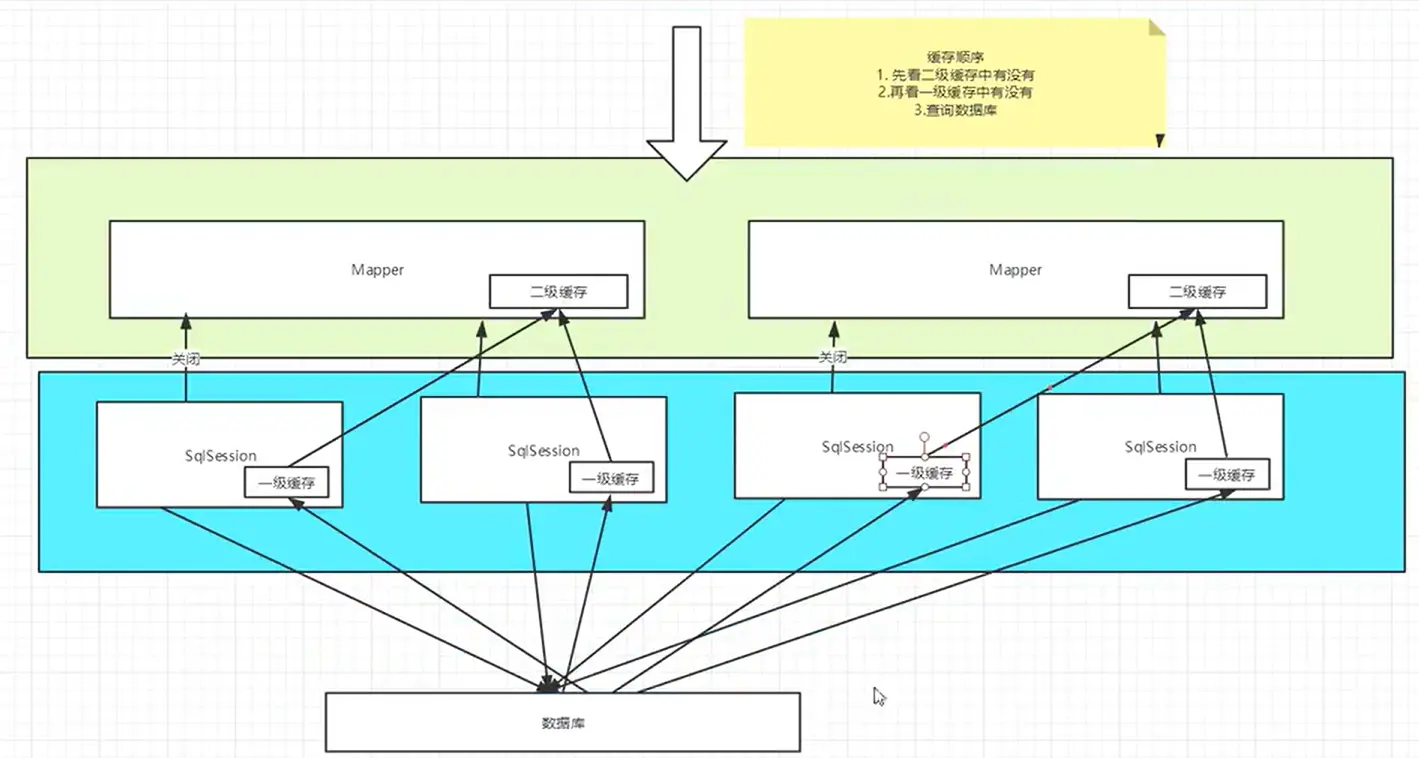 缓存顺序
1. 先看二级缓存中有没有
2.再看一级缓存中有没有
3.查询数据库
Mapper
二级缓存
Mapper
二级缓存
关闭
关闭
SqlSession
一级缓存
SqlSession
一级缓存
SqlSession
一级缓存
SqlSession
一级缓存
数据库